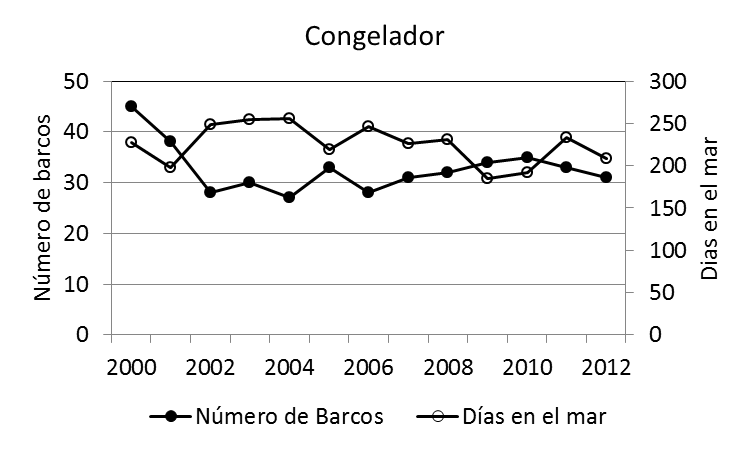 Congelador
Número de barcos
50
40
30
20
10
0
300
250
200
150
100
50
0
Dias en el mar
2000 2002 2004 2006 2008 2010 2012
Número de Barcos Días en el mar